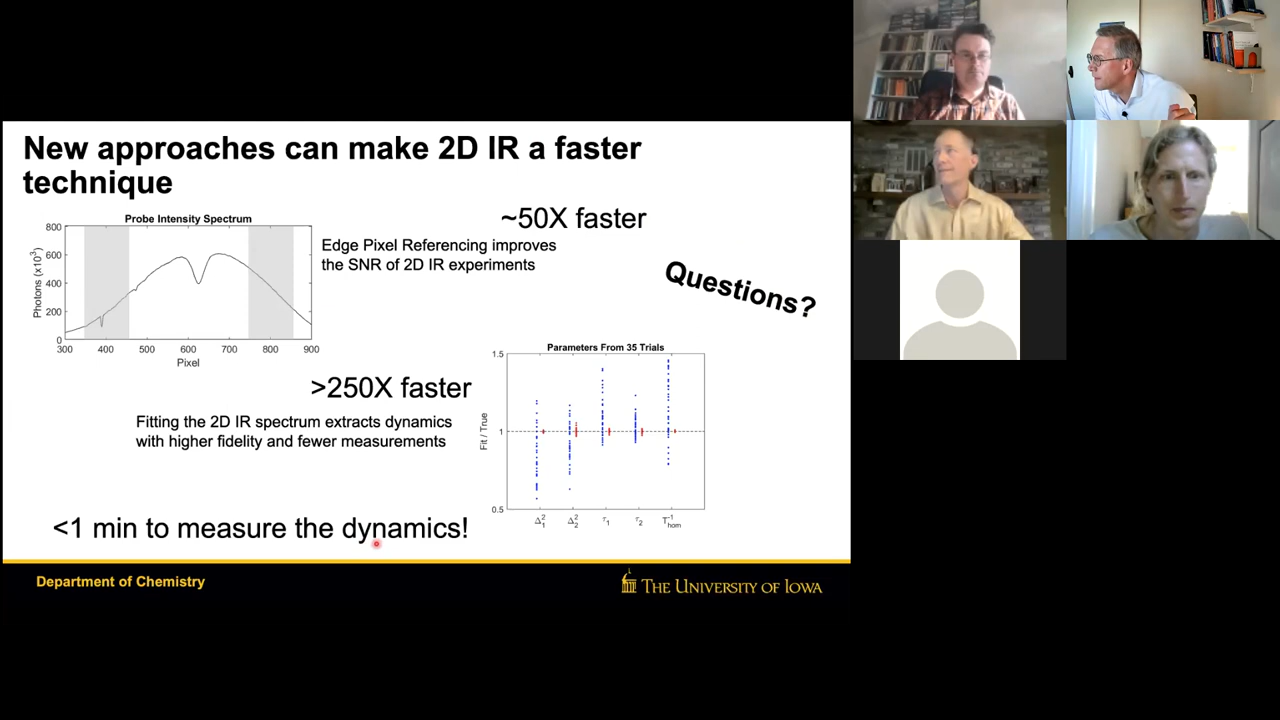 New approaches can make 2D IR a faster
technique
Probe Intensity Spectrum
Photons (x10³)
800
600
400
200
0
300 400 500 600 700 800 900
Pixel
~50X faster
Edge Pixel Referencing improves
the SNR of 2D IR experiments
Questions?
>250X faster
Fitting the 2D IR spectrum extracts dynamics
with higher fidelity and fewer measurements
Parameters From 35 Trials
Fit / True
1.5
1
0.5
Δ₁² Δ₂² τ₁ τ₂ T⁻¹hom
<1 min to measure the dynamics!
Department of Chemistry
THE UNIVERSITY OF IOWA